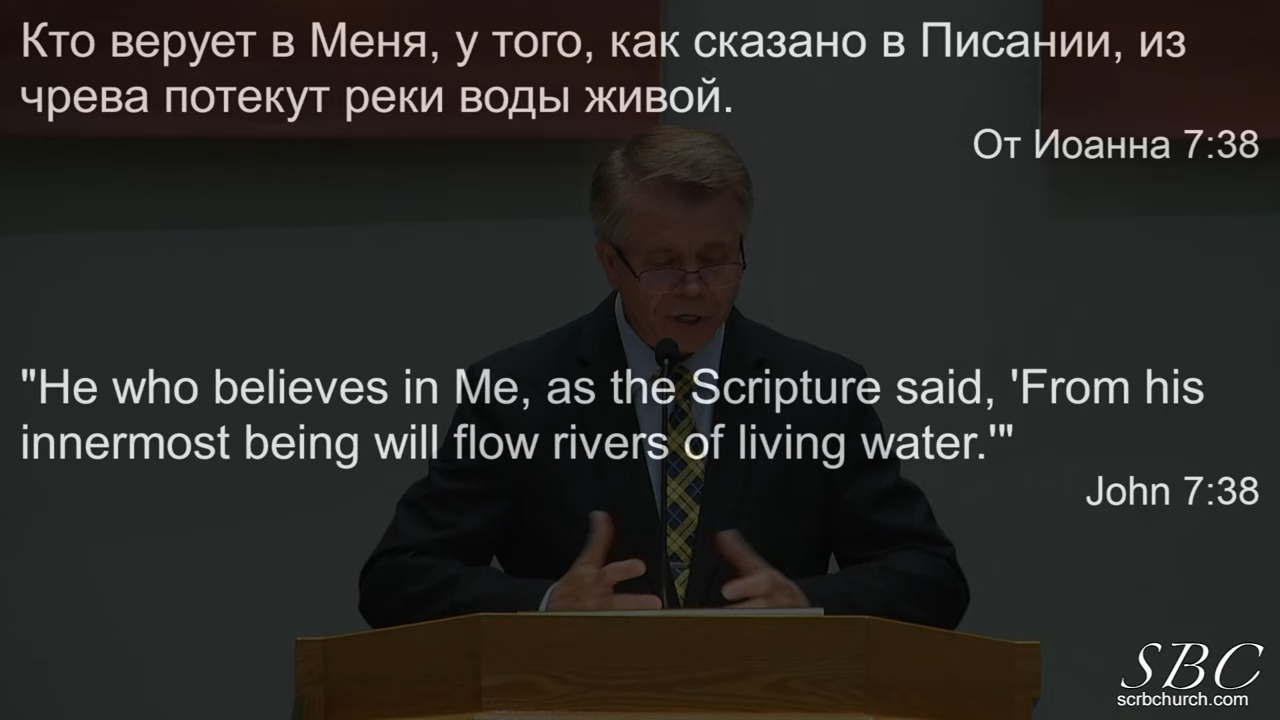 Кто верует в Меня, у того, как сказано в Писании, из
чрева потекут реки воды живой.
От Иоанна 7:38
"He who believes in Me, as the Scripture said, 'From his
innermost being will flow rivers of living water.'"
John 7:38
SBC
scrbchurch.com